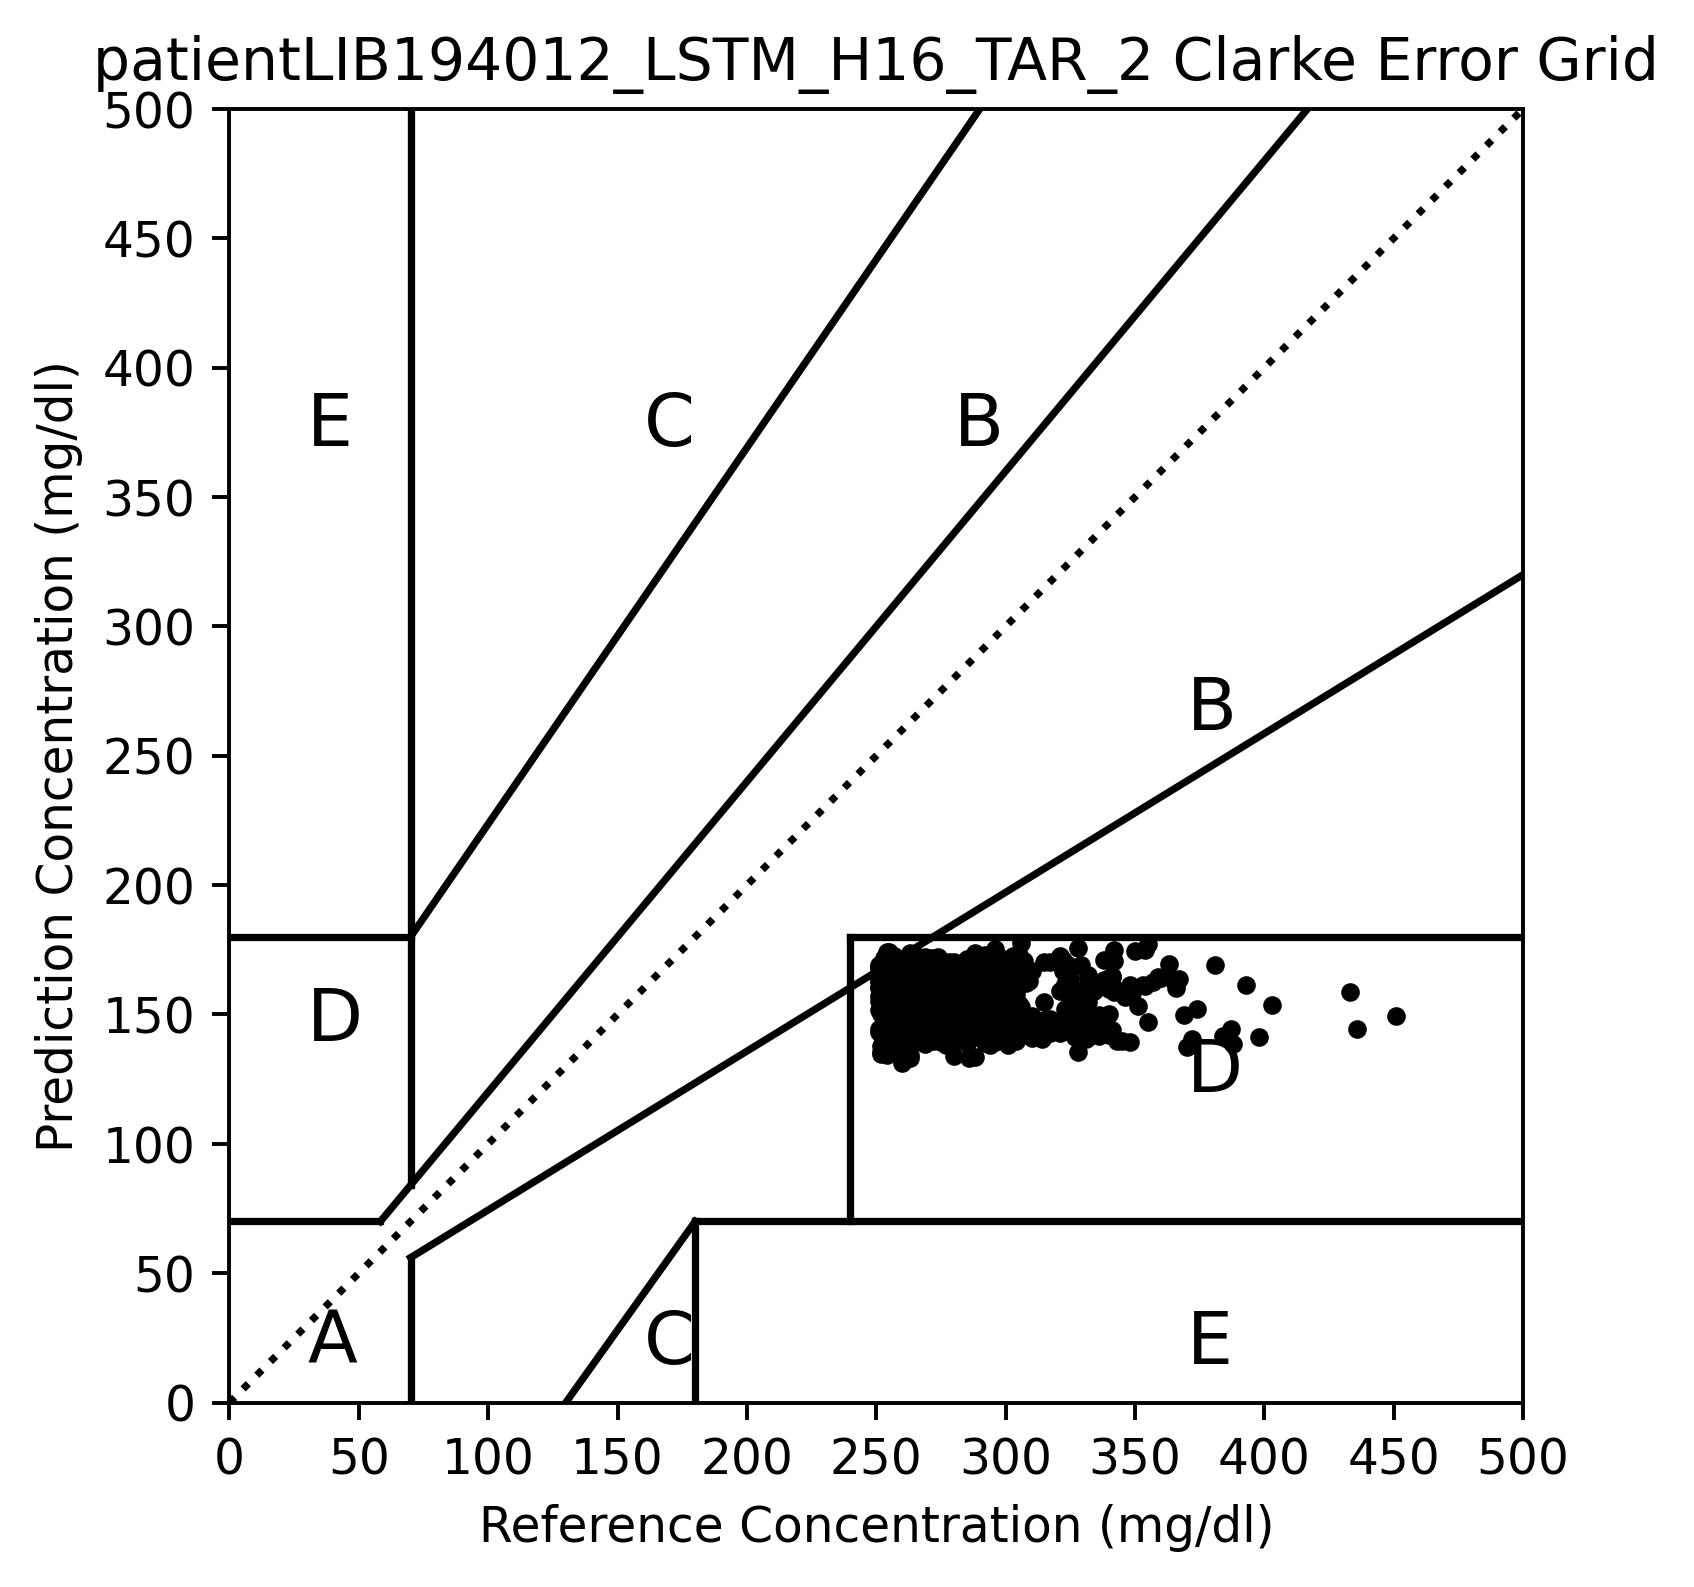 patientLIB194012_LSTM_H16_TAR_2 Clarke Error Grid
500
450
400
350
300
250
200
150
100
50
0
Prediction Concentration (mg/dl)
E
C
B
B
D
D
A
C
E
0 50 100 150 200 250 300 350 400 450 500
Reference Concentration (mg/dl)